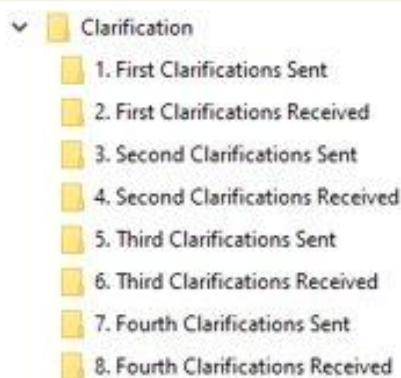 Clarification
1. First Clarifications Sent
2. First Clarifications Received
3. Second Clarifications Sent
4. Second Clarifications Received
5. Third Clarifications Sent
6. Third Clarifications Received
7. Fourth Clarifications Sent
8. Fourth Clarifications Received